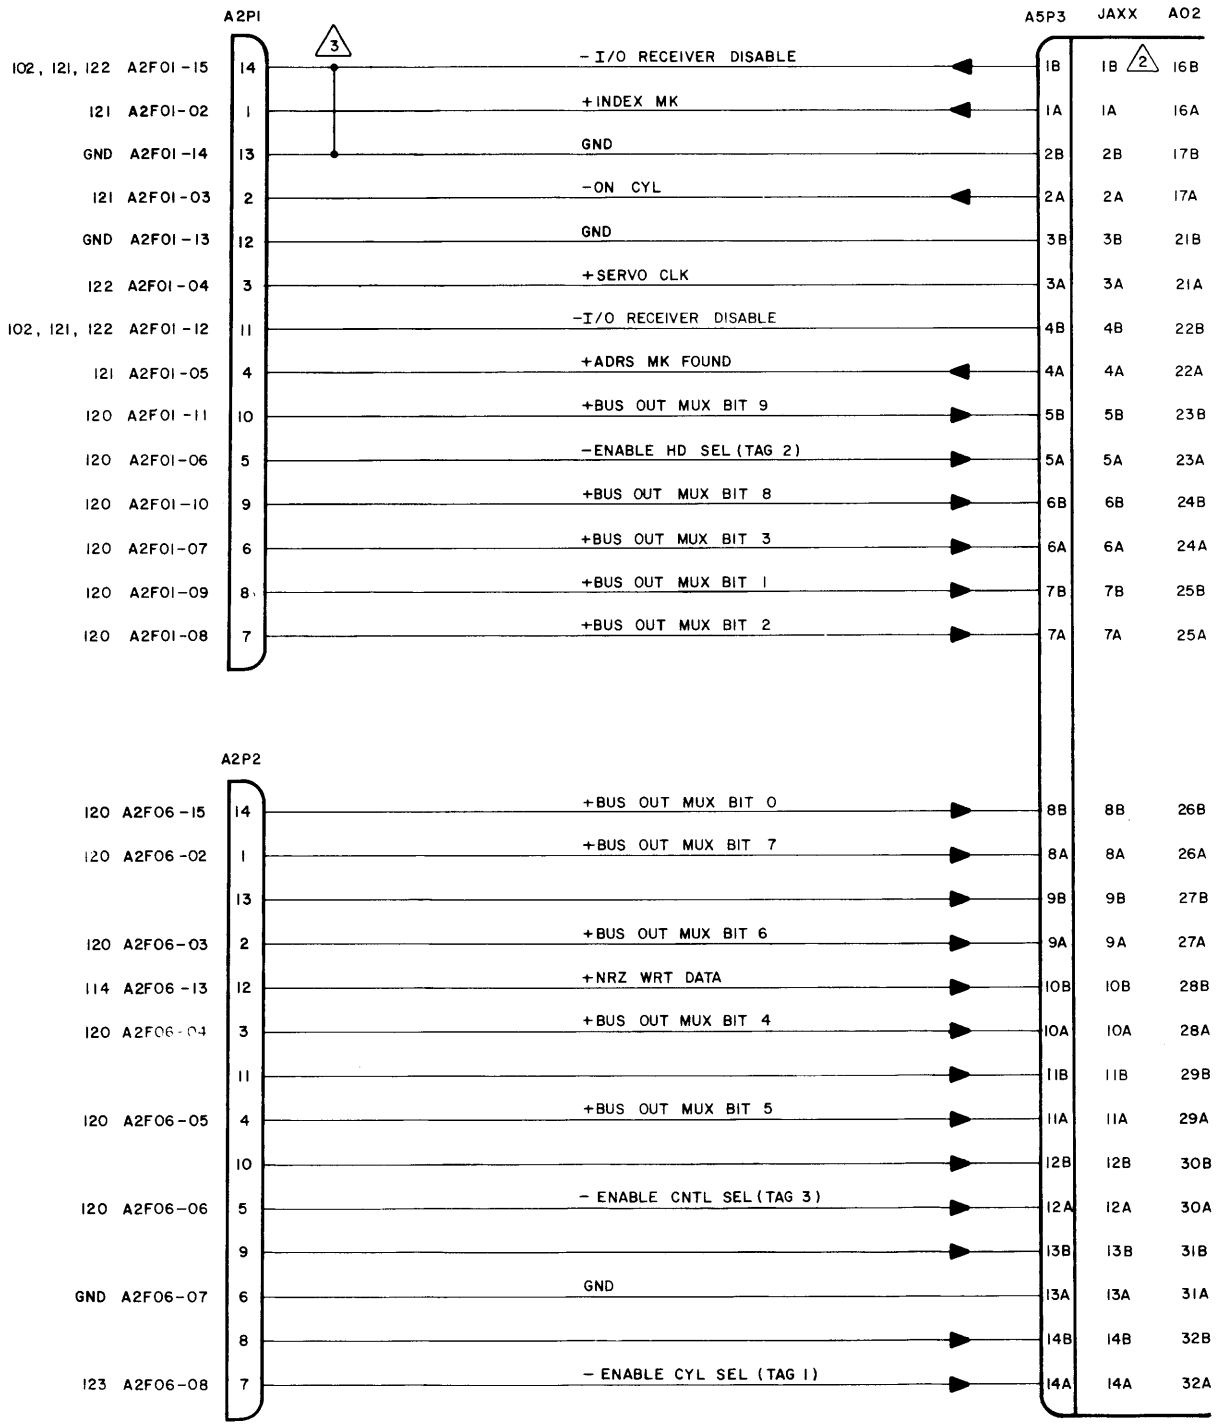 A2P1 A5P3 JAXX A02
3
102, 121, 122 A2F01-15 14 -I/O RECEIVER DISABLE 1B 1B 2 16B
121 A2F01-02 1 +INDEX MK 1A 1A 16A
GND A2F01-14 13 GND 2B 2B 17B
121 A2F01-03 2 -ON CYL 2A 2A 17A
GND A2F01-13 12 GND 3B 3B 21B
122 A2F01-04 3 +SERVO CLK 3A 3A 21A
102, 121, 122 A2F01-12 11 -I/O RECEIVER DISABLE 4B 4B 22B
121 A2F01-05 4 +ADRS MK FOUND 4A 4A 22A
120 A2F01-11 10 +BUS OUT MUX BIT 9 5B 5B 23B
120 A2F01-06 5 -ENABLE HD SEL (TAG 2) 5A 5A 23A
120 A2F01-10 9 +BUS OUT MUX BIT 8 6B 6B 24B
120 A2F01-07 6 +BUS OUT MUX BIT 3 6A 6A 24A
120 A2F01-09 8 +BUS OUT MUX BIT 1 7B 7B 25B
120 A2F01-08 7 +BUS OUT MUX BIT 2 7A 7A 25A
A2P2
120 A2F06-15 14 +BUS OUT MUX BIT 0 8B 8B 26B
120 A2F06-02 1 +BUS OUT MUX BIT 7 8A 8A 26A
13 9B 9B 27B
120 A2F06-03 2 +BUS OUT MUX BIT 6 9A 9A 27A
114 A2F06-13 12 +NRZ WRT DATA 10B 10B 28B
120 A2F06-04 3 +BUS OUT MUX BIT 4 10A 10A 28A
11 11B 11B 29B
120 A2F06-05 4 +BUS OUT MUX BIT 5 11A 11A 29A
10 12B 12B 30B
120 A2F06-06 5 - ENABLE CNTL SEL (TAG 3) 12A 12A 30A
9 13B 13B 31B
GND A2F06-07 6 GND 13A 13A 31A
8 14B 14B 32B
123 A2F06-08 7 - ENABLE CYL SEL (TAG 1) 14A 14A 32A